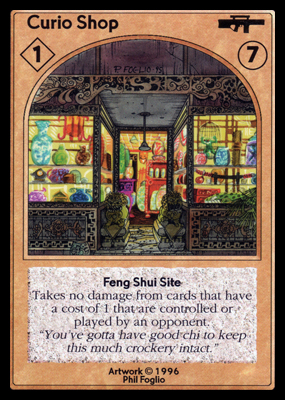 Curio Shop
1
7
P. FOGLIO 95
Feng Shui Site
Takes no damage from cards that have
a cost of 1 that are controlled or
played by an opponent.
"You've gotta have good chi to keep
this much crockery intact."
Artwork © 1996
Phil Foglio